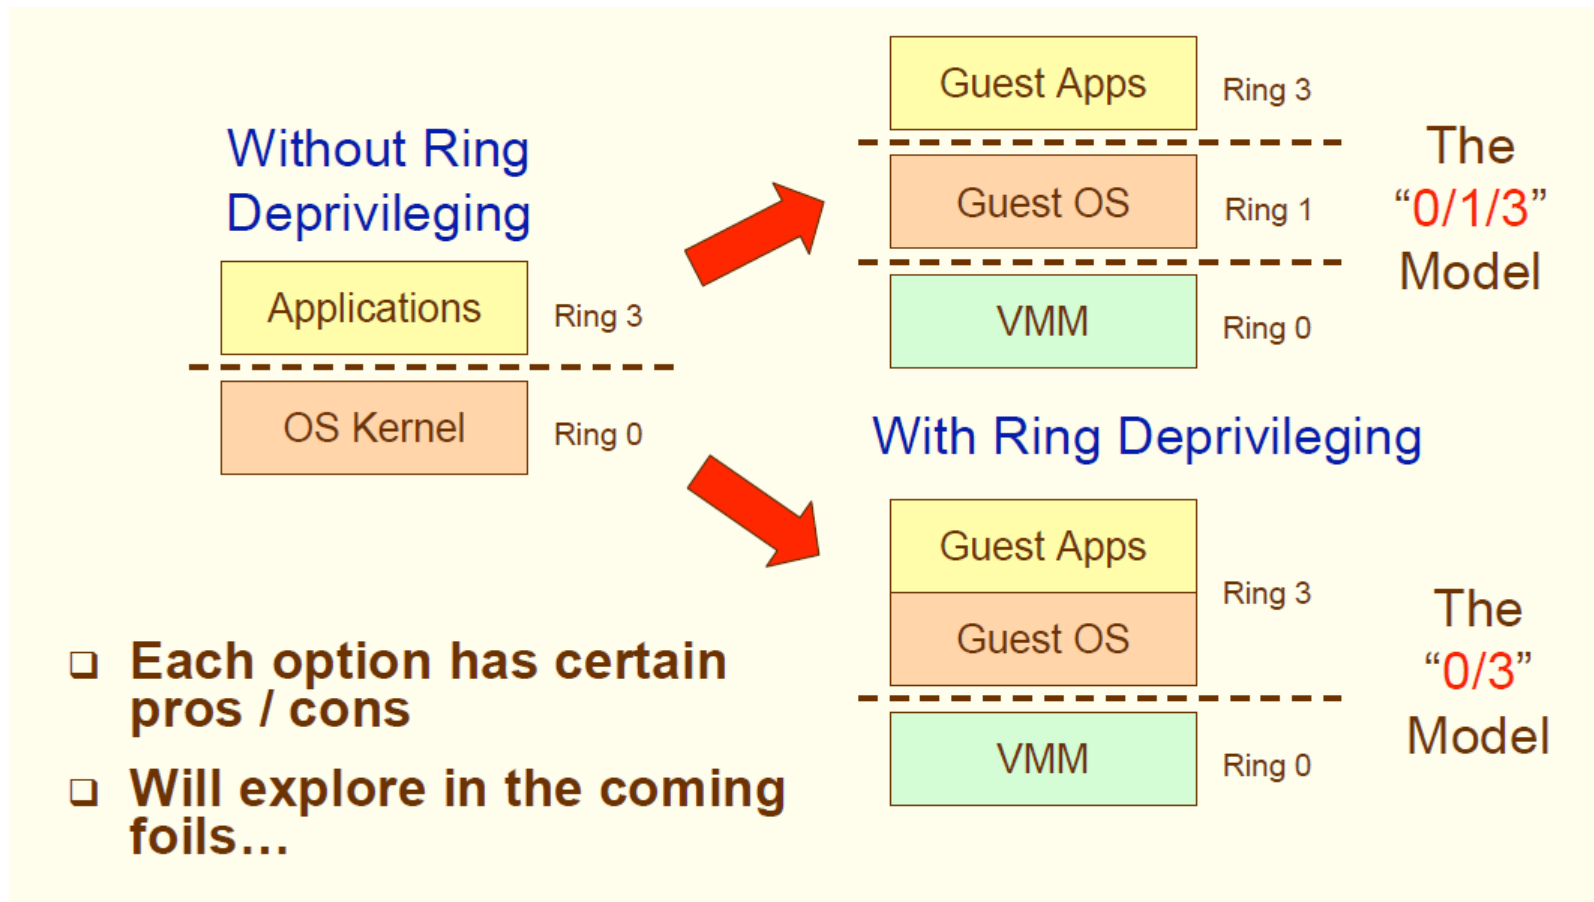 Without Ring
Deprivileging
Applications
Ring 3
OS Kernel
Ring 0
Guest Apps
Ring 3
Guest OS
Ring 1
VMM
Ring 0
The
“0/1/3”
Model
With Ring Deprivileging
Guest Apps
Guest OS
Ring 3
VMM
Ring 0
The
“0/3”
Model
❑ Each option has certain
pros / cons
❑ Will explore in the coming
foils…